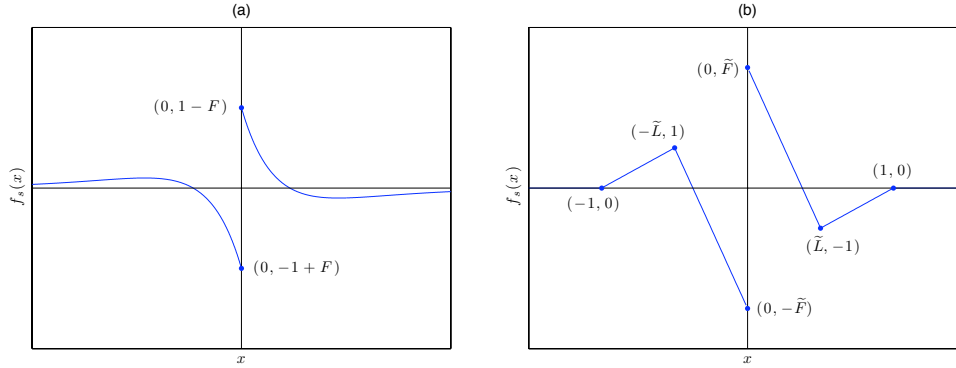 (a)
(0, 1 − F)
(0, −1 + F)
f_s(x)
x
(b)
(0, F̃)
(−L̃, 1)
(−1, 0)
(1, 0)
(L̃, −1)
(0, −F̃)
f_s(x)
x